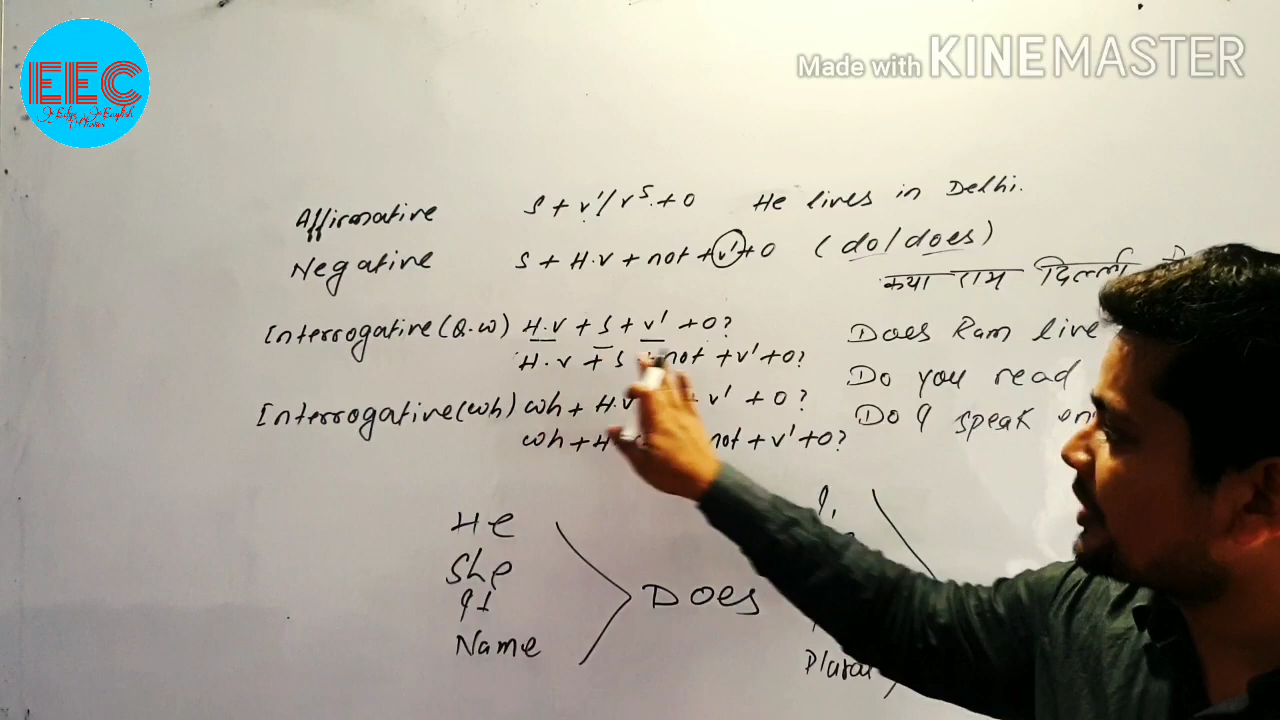 EEC
Made with KINEMASTER
Affirmative S + v'/v^s + O He lives in Delhi.
Negative S + H.v + not + v' + O (do/does)
क्या राम दिल्ली
Interrogative (Q.w) H.v + S + v' + O? Does Ram live
H.v + S + not + v' + O? Do you read
Interrogative (wh) wh + H.v + v' + O? Do I speak
wh + H not + v' + O?
He
She
It
Name
Does
I,
Plural